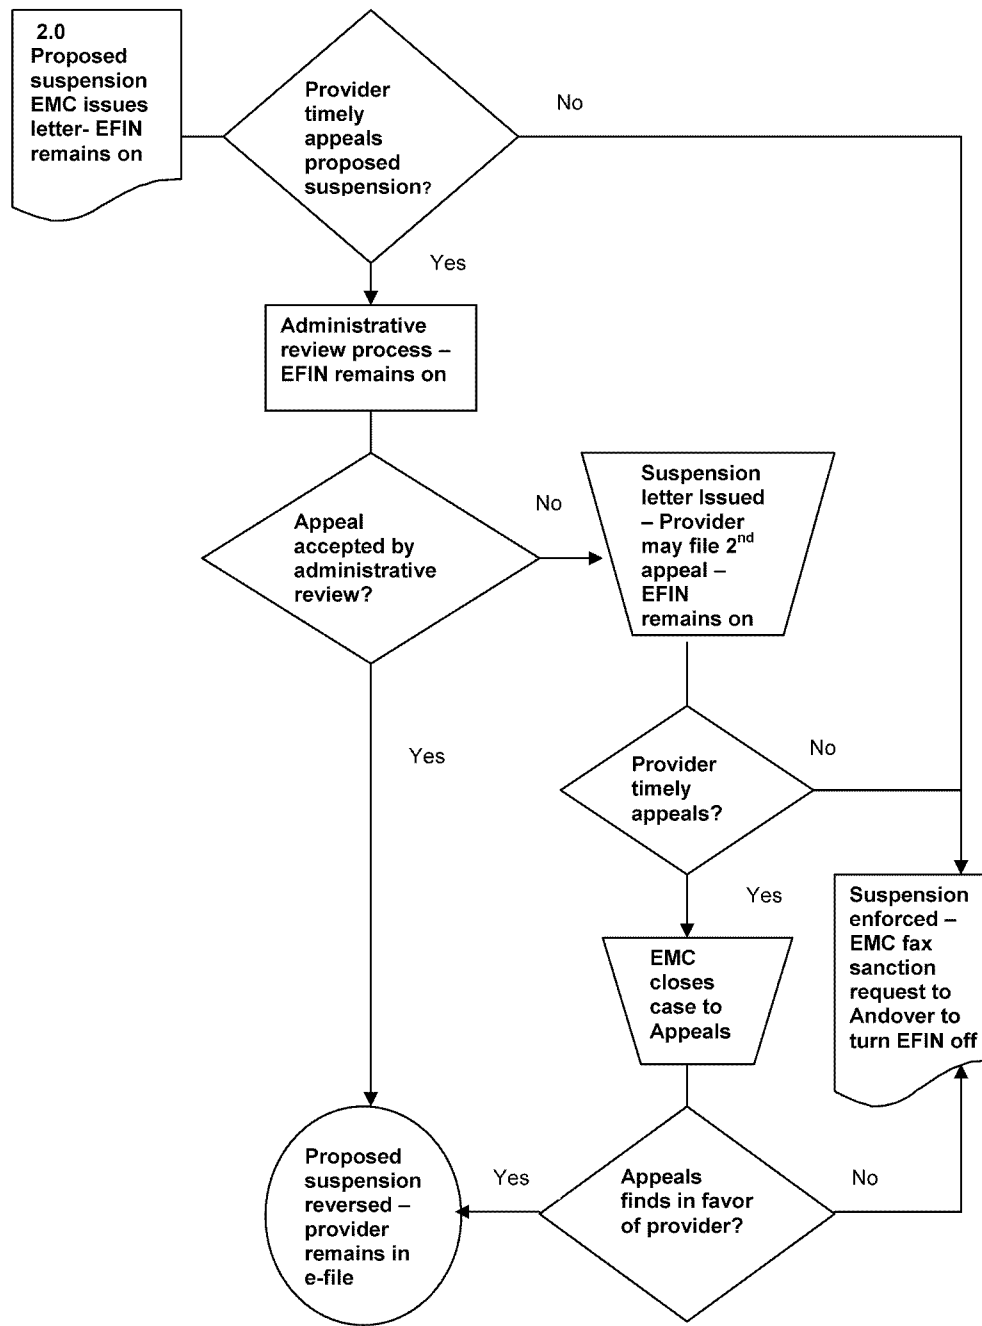 2.0
Proposed
suspension
EMC issues
letter- EFIN
remains on
Provider
timely
appeals
proposed
suspension?
No
Yes
Administrative
review process –
EFIN remains on
Appeal
accepted by
administrative
review?
No
Suspension
letter Issued
– Provider
may file 2nd
appeal –
EFIN
remains on
Yes
Provider
timely
appeals?
No
Yes
EMC
closes
case to
Appeals
Suspension
enforced –
EMC fax
sanction
request to
Andover to
turn EFIN off
Proposed
suspension
reversed –
provider
remains in
e-file
Yes
Appeals
finds in favor
of provider?
No